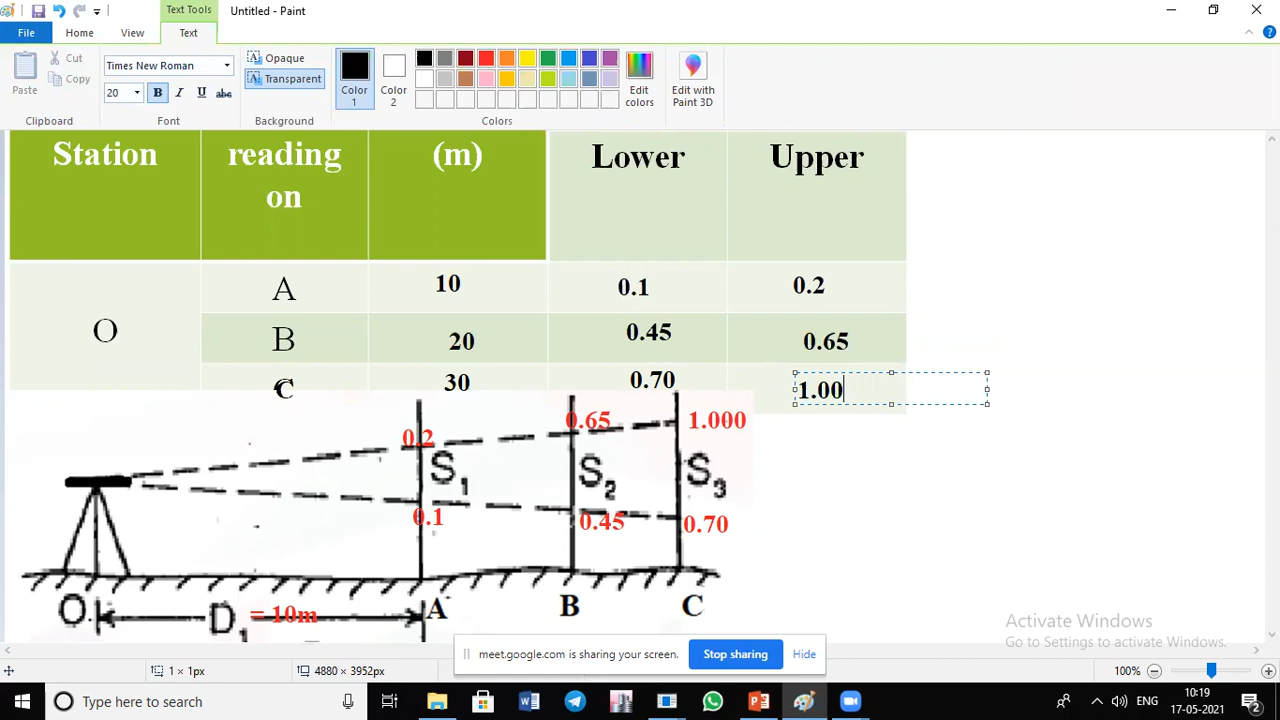 Text Tools
Untitled - Paint
File
Home
View
Text
Paste
Cut
Copy
Clipboard
Times New Roman
20
B
I
U
abc
Font
Opaque
Transparent
Background
Color
1
Color
2
Edit
colors
Edit with
Paint 3D
Colors
Station
reading
on
(m)
Lower
Upper
O
A
10
0.1
0.2
B
20
0.45
0.65
C
30
0.70
1.00
0.2
0.65
1.000
S1
S2
S3
0.1
0.45
0.70
O
D1 = 10m
A
B
C
Activate Windows
Go to Settings to activate Windows.
meet.google.com is sharing your screen.
Stop sharing
Hide
1 × 1px
4880 × 3952px
100%
Type here to search
ENG
10:19
17-05-2021
2